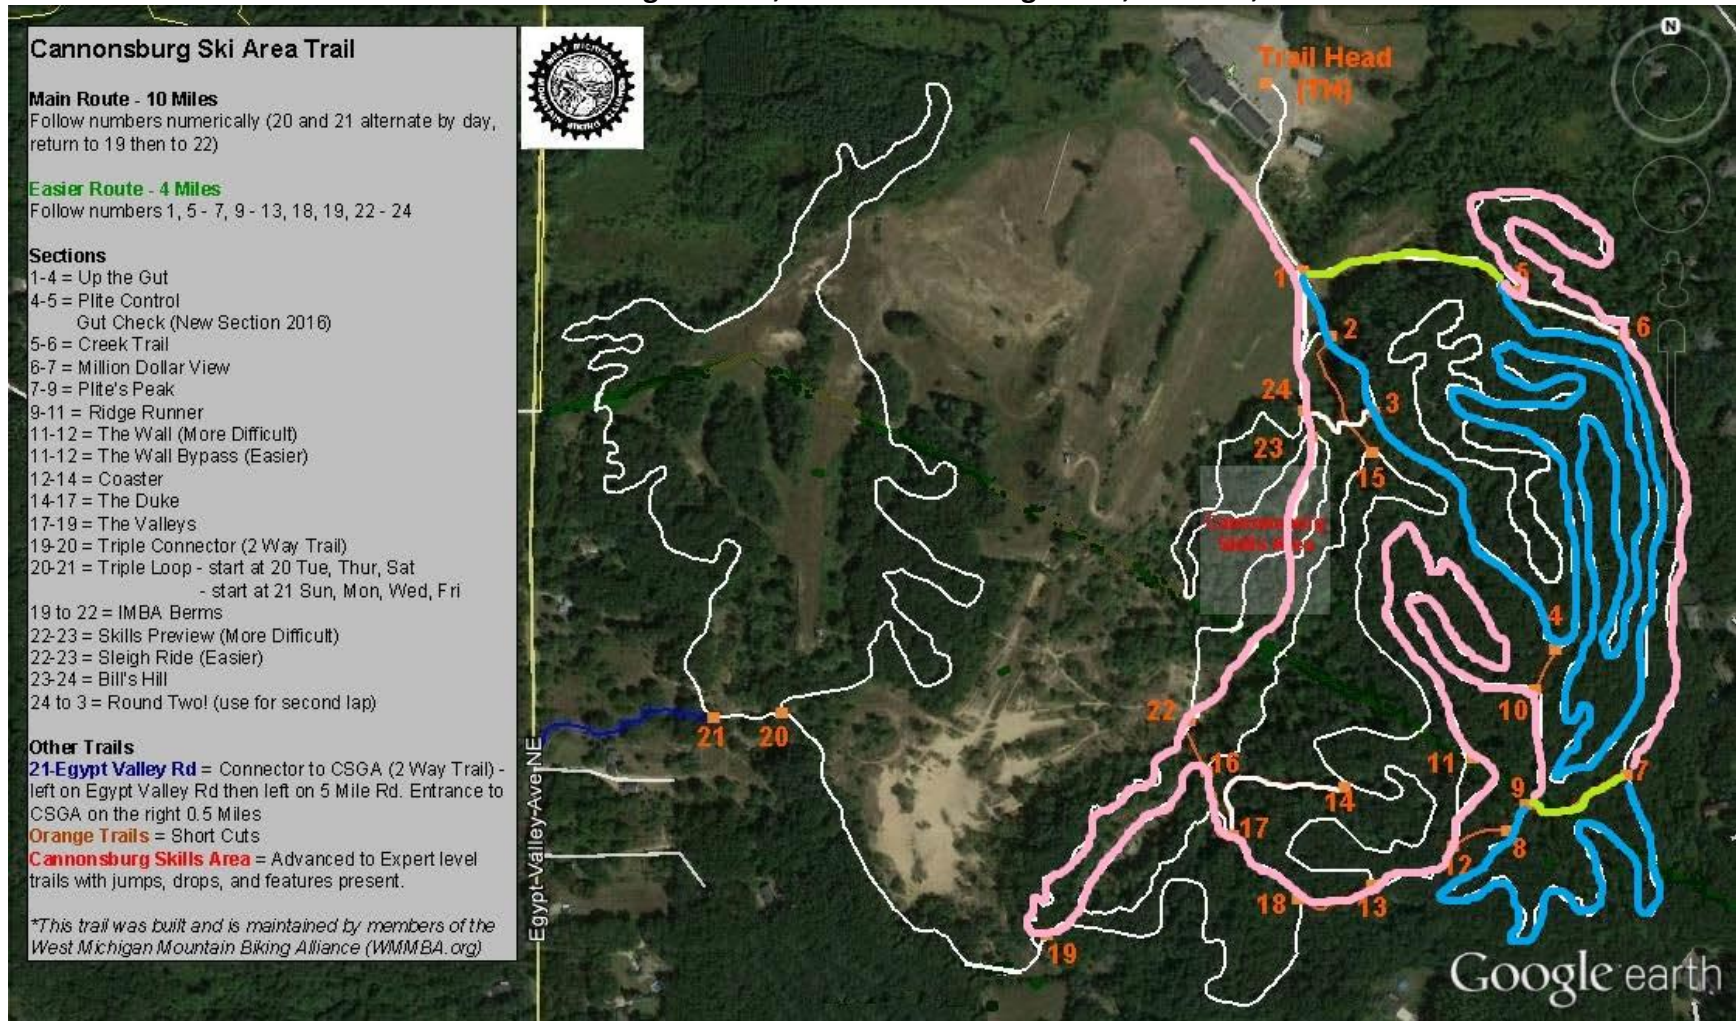 Cannonsburg Ski Area Trail
Main Route - 10 Miles
Follow numbers numerically (20 and 21 alternate by day,
return to 19 then to 22)
Easier Route - 4 Miles
Follow numbers 1, 5 - 7, 9 - 13, 18, 19, 22 - 24
Sections
1-4 = Up the Gut
4-5 = Plite Control
Gut Check (New Section 2016)
5-6 = Creek Trail
6-7 = Million Dollar View
7-9 = Plite's Peak
9-11 = Ridge Runner
11-12 = The Wall (More Difficult)
11-12 = The Wall Bypass (Easier)
12-14 = Coaster
14-17 = The Duke
17-19 = The Valleys
19-20 = Triple Connector (2 Way Trail)
20-21 = Triple Loop - start at 20 Tue, Thur, Sat
- start at 21 Sun, Mon, Wed, Fri
19 to 22 = IMBA Berms
22-23 = Skills Preview (More Difficult)
22-23 = Sleigh Ride (Easier)
23-24 = Bill's Hill
24 to 3 = Round Two! (use for second lap)
Other Trails
21-Egypt Valley Rd = Connector to CSGA (2 Way Trail) -
left on Egypt Valley Rd then left on 5 Mile Rd. Entrance to
CSGA on the right 0.5 Miles
Orange Trails = Short Cuts
Cannonsburg Skills Area = Advanced to Expert level
trails with jumps, drops, and features present.
*This trail was built and is maintained by members of the
West Michigan Mountain Biking Alliance (WMMBA.org)
WEST MICHIGAN
MOUNTAIN BIKING
Trail Head
(TH)
N
1
5
2
6
24
3
23
15
Cannonsburg
Skills Area
4
10
22
21
20
16
11
7
14
9
17
8
12
18
13
19
Egypt-Valley-Ave-NE
Google earth